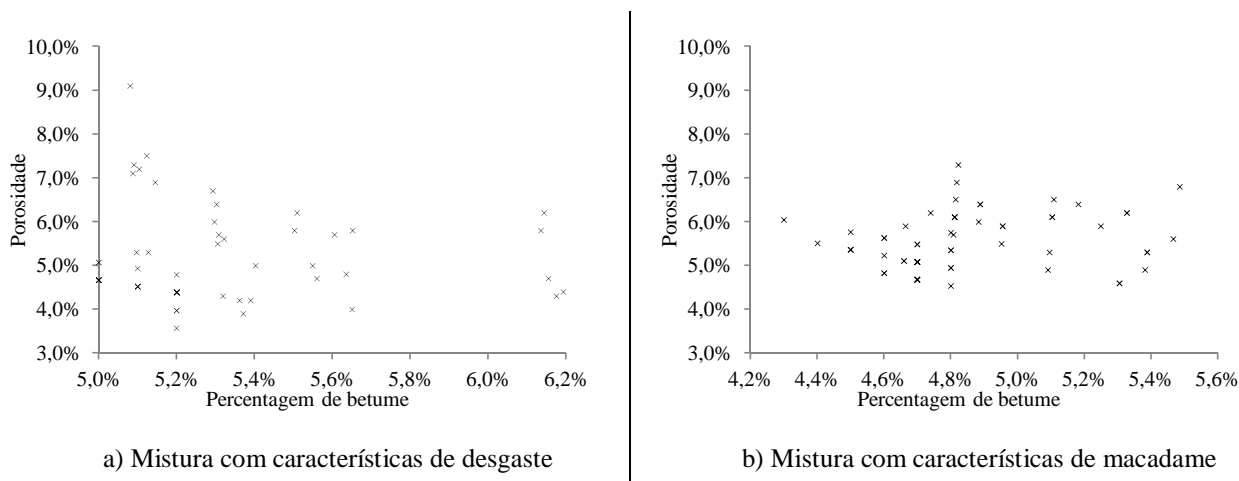 10,0%
9,0%
8,0%
7,0%
6,0%
5,0%
4,0%
3,0%
Porosidade
5,0% 5,2% 5,4% 5,6% 5,8% 6,0% 6,2%
Percentagem de betume
a) Mistura com características de desgaste
10,0%
9,0%
8,0%
7,0%
6,0%
5,0%
4,0%
3,0%
Porosidade
4,2% 4,4% 4,6% 4,8% 5,0% 5,2% 5,4% 5,6%
Percentagem de betume
b) Mistura com características de macadame